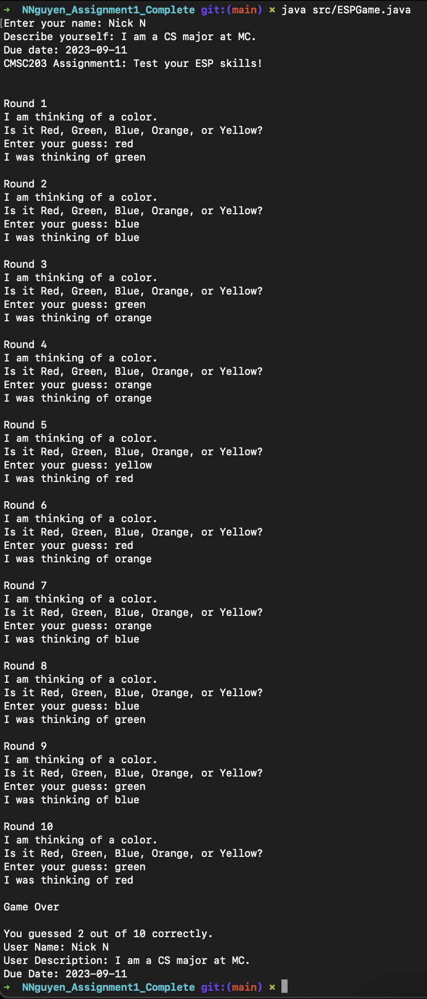 ➜  NNguyen_Assignment1_Complete git:(main) ✗ java src/ESPGame.java
[Enter your name: Nick N
Describe yourself: I am a CS major at MC.
Due date: 2023-09-11
CMSC203 Assignment1: Test your ESP skills!
Round 1
I am thinking of a color.
Is it Red, Green, Blue, Orange, or Yellow?
Enter your guess: red
I was thinking of green
Round 2
I am thinking of a color.
Is it Red, Green, Blue, Orange, or Yellow?
Enter your guess: blue
I was thinking of blue
Round 3
I am thinking of a color.
Is it Red, Green, Blue, Orange, or Yellow?
Enter your guess: green
I was thinking of orange
Round 4
I am thinking of a color.
Is it Red, Green, Blue, Orange, or Yellow?
Enter your guess: orange
I was thinking of orange
Round 5
I am thinking of a color.
Is it Red, Green, Blue, Orange, or Yellow?
Enter your guess: yellow
I was thinking of red
Round 6
I am thinking of a color.
Is it Red, Green, Blue, Orange, or Yellow?
Enter your guess: red
I was thinking of orange
Round 7
I am thinking of a color.
Is it Red, Green, Blue, Orange, or Yellow?
Enter your guess: orange
I was thinking of blue
Round 8
I am thinking of a color.
Is it Red, Green, Blue, Orange, or Yellow?
Enter your guess: blue
I was thinking of green
Round 9
I am thinking of a color.
Is it Red, Green, Blue, Orange, or Yellow?
Enter your guess: green
I was thinking of blue
Round 10
I am thinking of a color.
Is it Red, Green, Blue, Orange, or Yellow?
Enter your guess: green
I was thinking of red
Game Over
You guessed 2 out of 10 correctly.
User Name: Nick N
User Description: I am a CS major at MC.
Due Date: 2023-09-11
➜  NNguyen_Assignment1_Complete git:(main) ✗